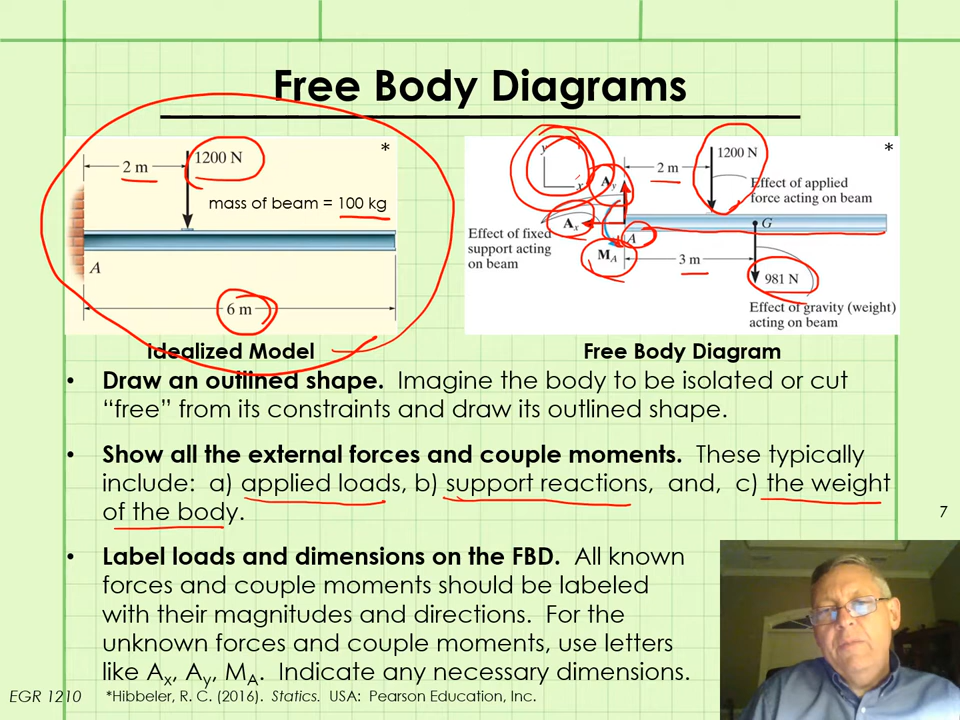 Free Body Diagrams
*
1200 N
2 m
mass of beam = 100 kg
A
6 m
Idealized Model
*
y
x
1200 N
2 m
A_y
Effect of applied
force acting on beam
A_x
G
Effect of fixed
support acting
on beam
A
M_A
3 m
981 N
Effect of gravity (weight)
acting on beam
Free Body Diagram
• Draw an outlined shape. Imagine the body to be isolated or cut
“free” from its constraints and draw its outlined shape.
• Show all the external forces and couple moments. These typically
include: a) applied loads, b) support reactions, and, c) the weight
of the body.
7
• Label loads and dimensions on the FBD. All known
forces and couple moments should be labeled
with their magnitudes and directions. For the
unknown forces and couple moments, use letters
like A_x, A_y, M_A. Indicate any necessary dimensions.
EGR 1210
*Hibbeler, R. C. (2016). Statics. USA: Pearson Education, Inc.